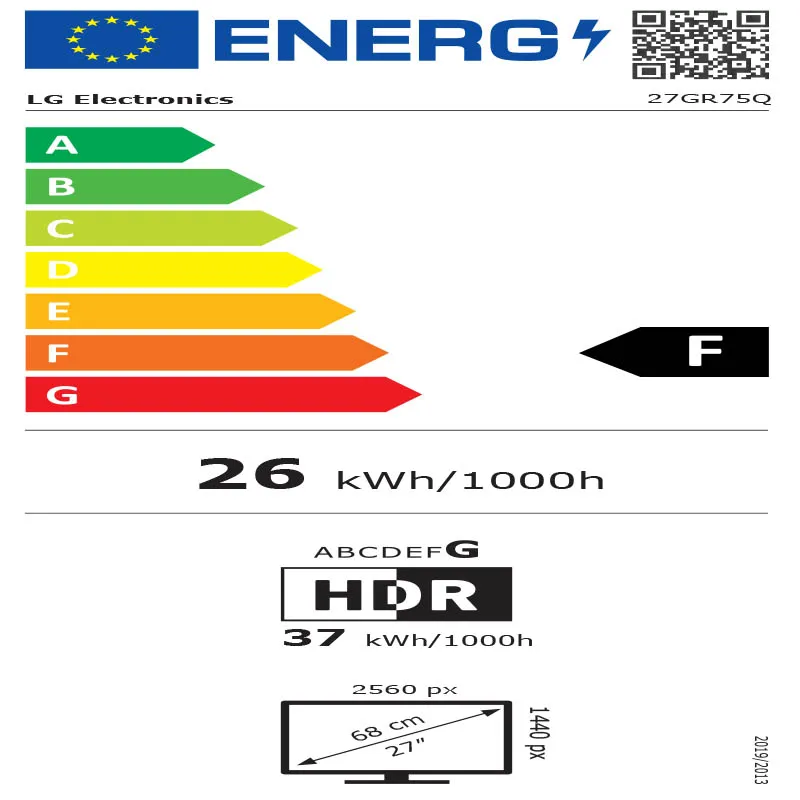 ENERG
LG Electronics
27GR75Q
A
B
C
D
E
F
F
G
26 kWh/1000h
ABCDEFG
HDR
37 kWh/1000h
2560 px
68 cm
27"
1440 px
2019/2013